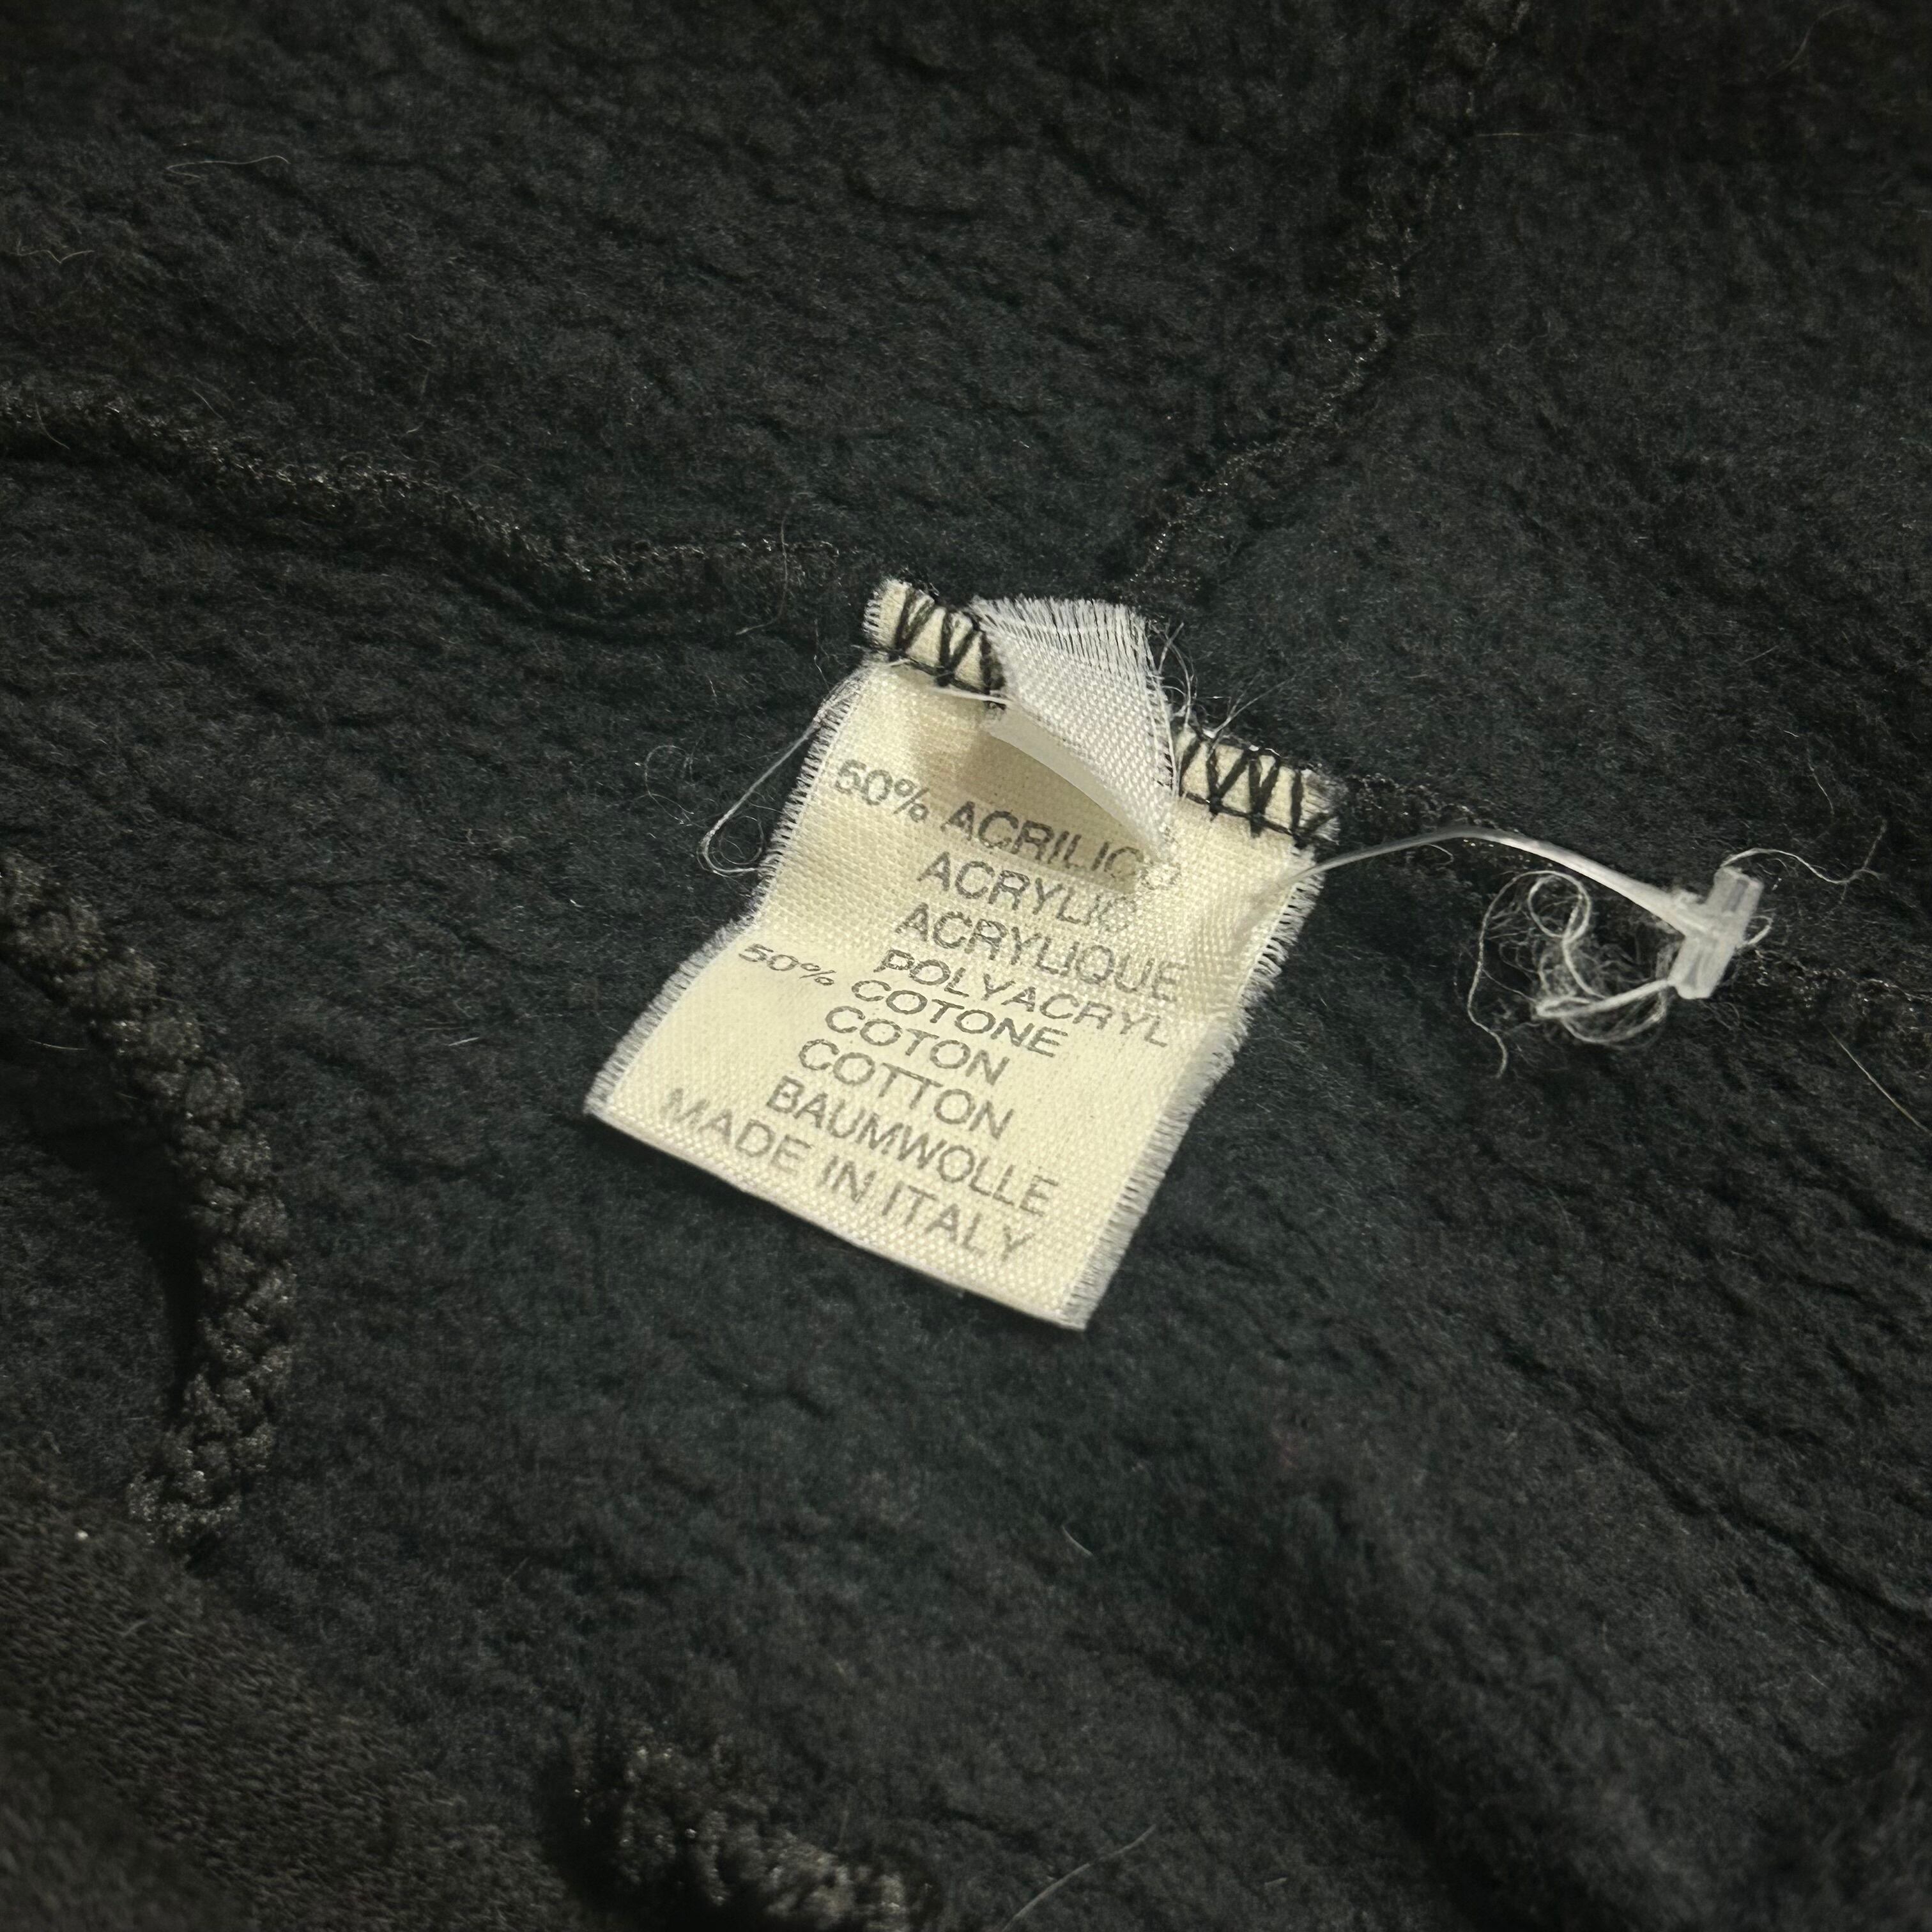 50% ACRILICO
ACRYLIC
ACRYLIQUE
POLYACRYL
50% COTONE
COTON
COTTON
BAUMWOLLE
MADE IN ITALY